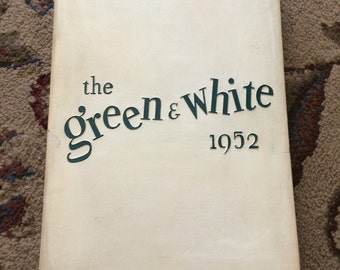 the
green & white
1952